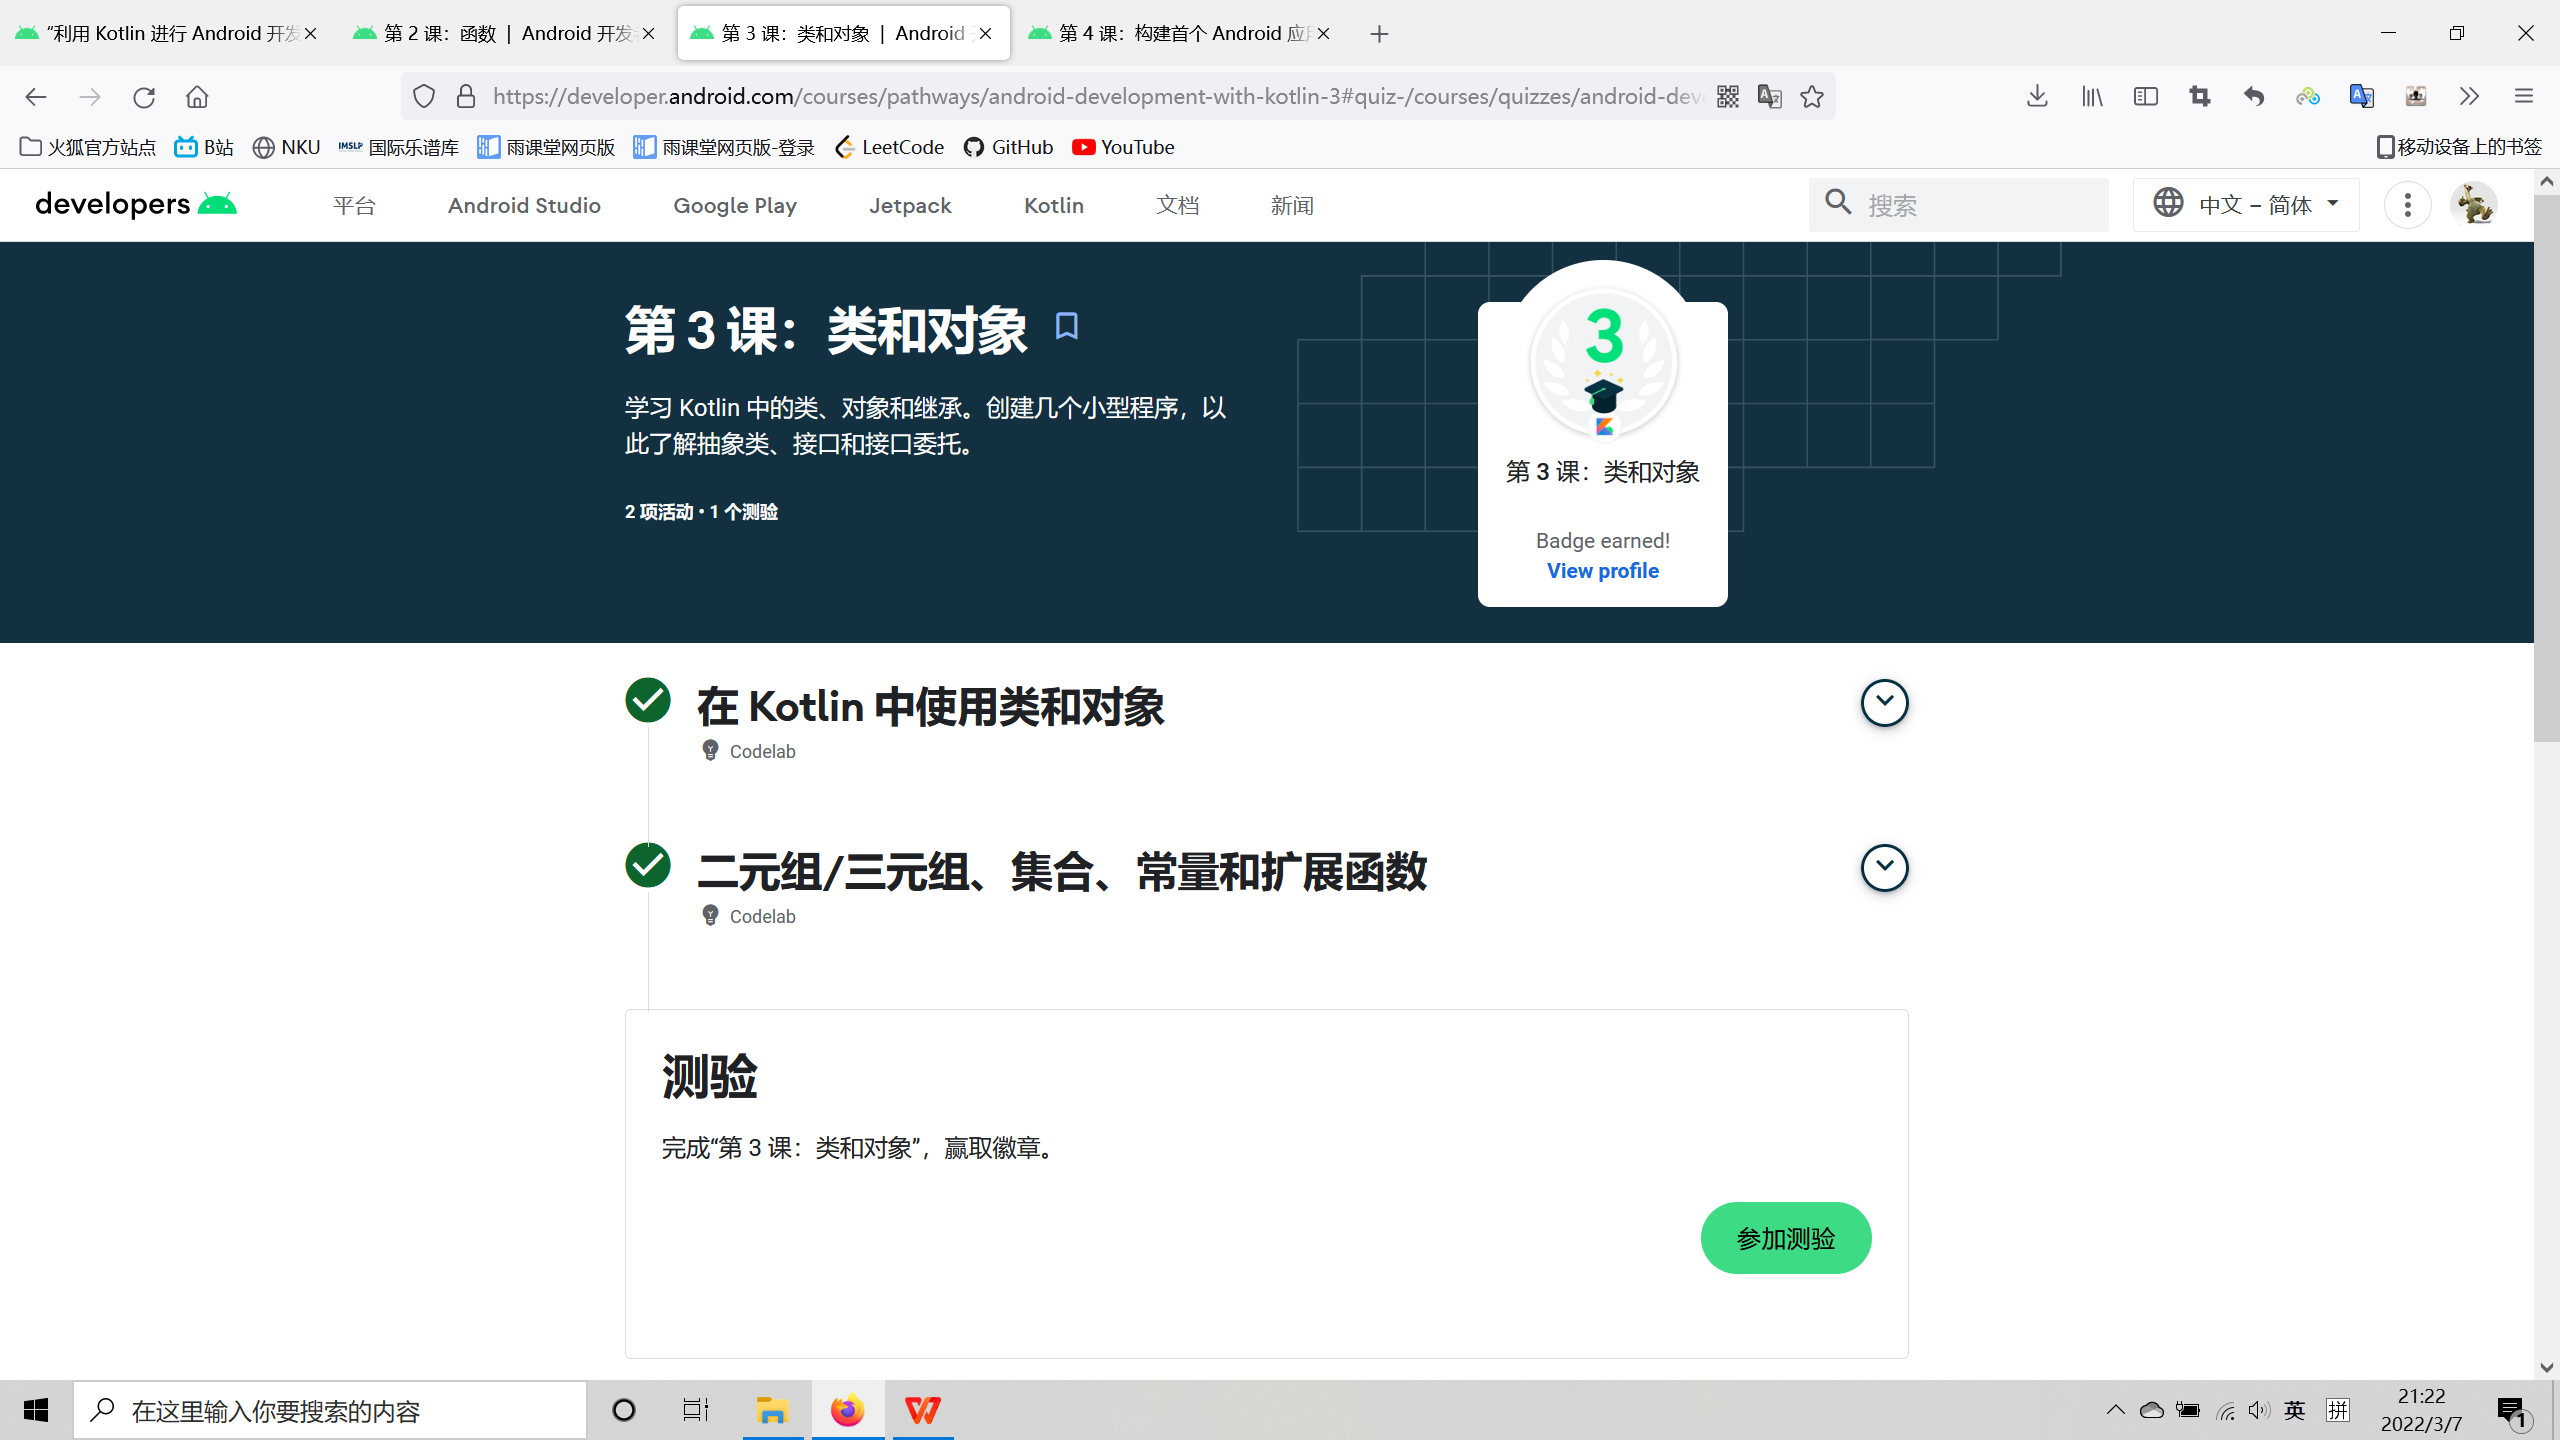 “利用 Kotlin 进行 Android 开发
第 2 课：函数 | Android 开发
第 3 课：类和对象 | Android
第 4 课：构建首个 Android 应
https://developer.android.com/courses/pathways/android-development-with-kotlin-3#quiz-/courses/quizzes/android-dev
火狐官方站点
B站
NKU
IMSLP 国际乐谱库
雨课堂网页版
雨课堂网页版-登录
LeetCode
GitHub
YouTube
移动设备上的书签
developers
平台
Android Studio
Google Play
Jetpack
Kotlin
文档
新闻
搜索
中文 – 简体
第 3 课：类和对象
学习 Kotlin 中的类、对象和继承。创建几个小型程序，以
此了解抽象类、接口和接口委托。
2 项活动 • 1 个测验
3
第 3 课：类和对象
Badge earned!
View profile
在 Kotlin 中使用类和对象
Codelab
二元组/三元组、集合、常量和扩展函数
Codelab
测验
完成“第 3 课：类和对象”，赢取徽章。
参加测验
在这里输入你要搜索的内容
英
拼
21:22
2022/3/7
1